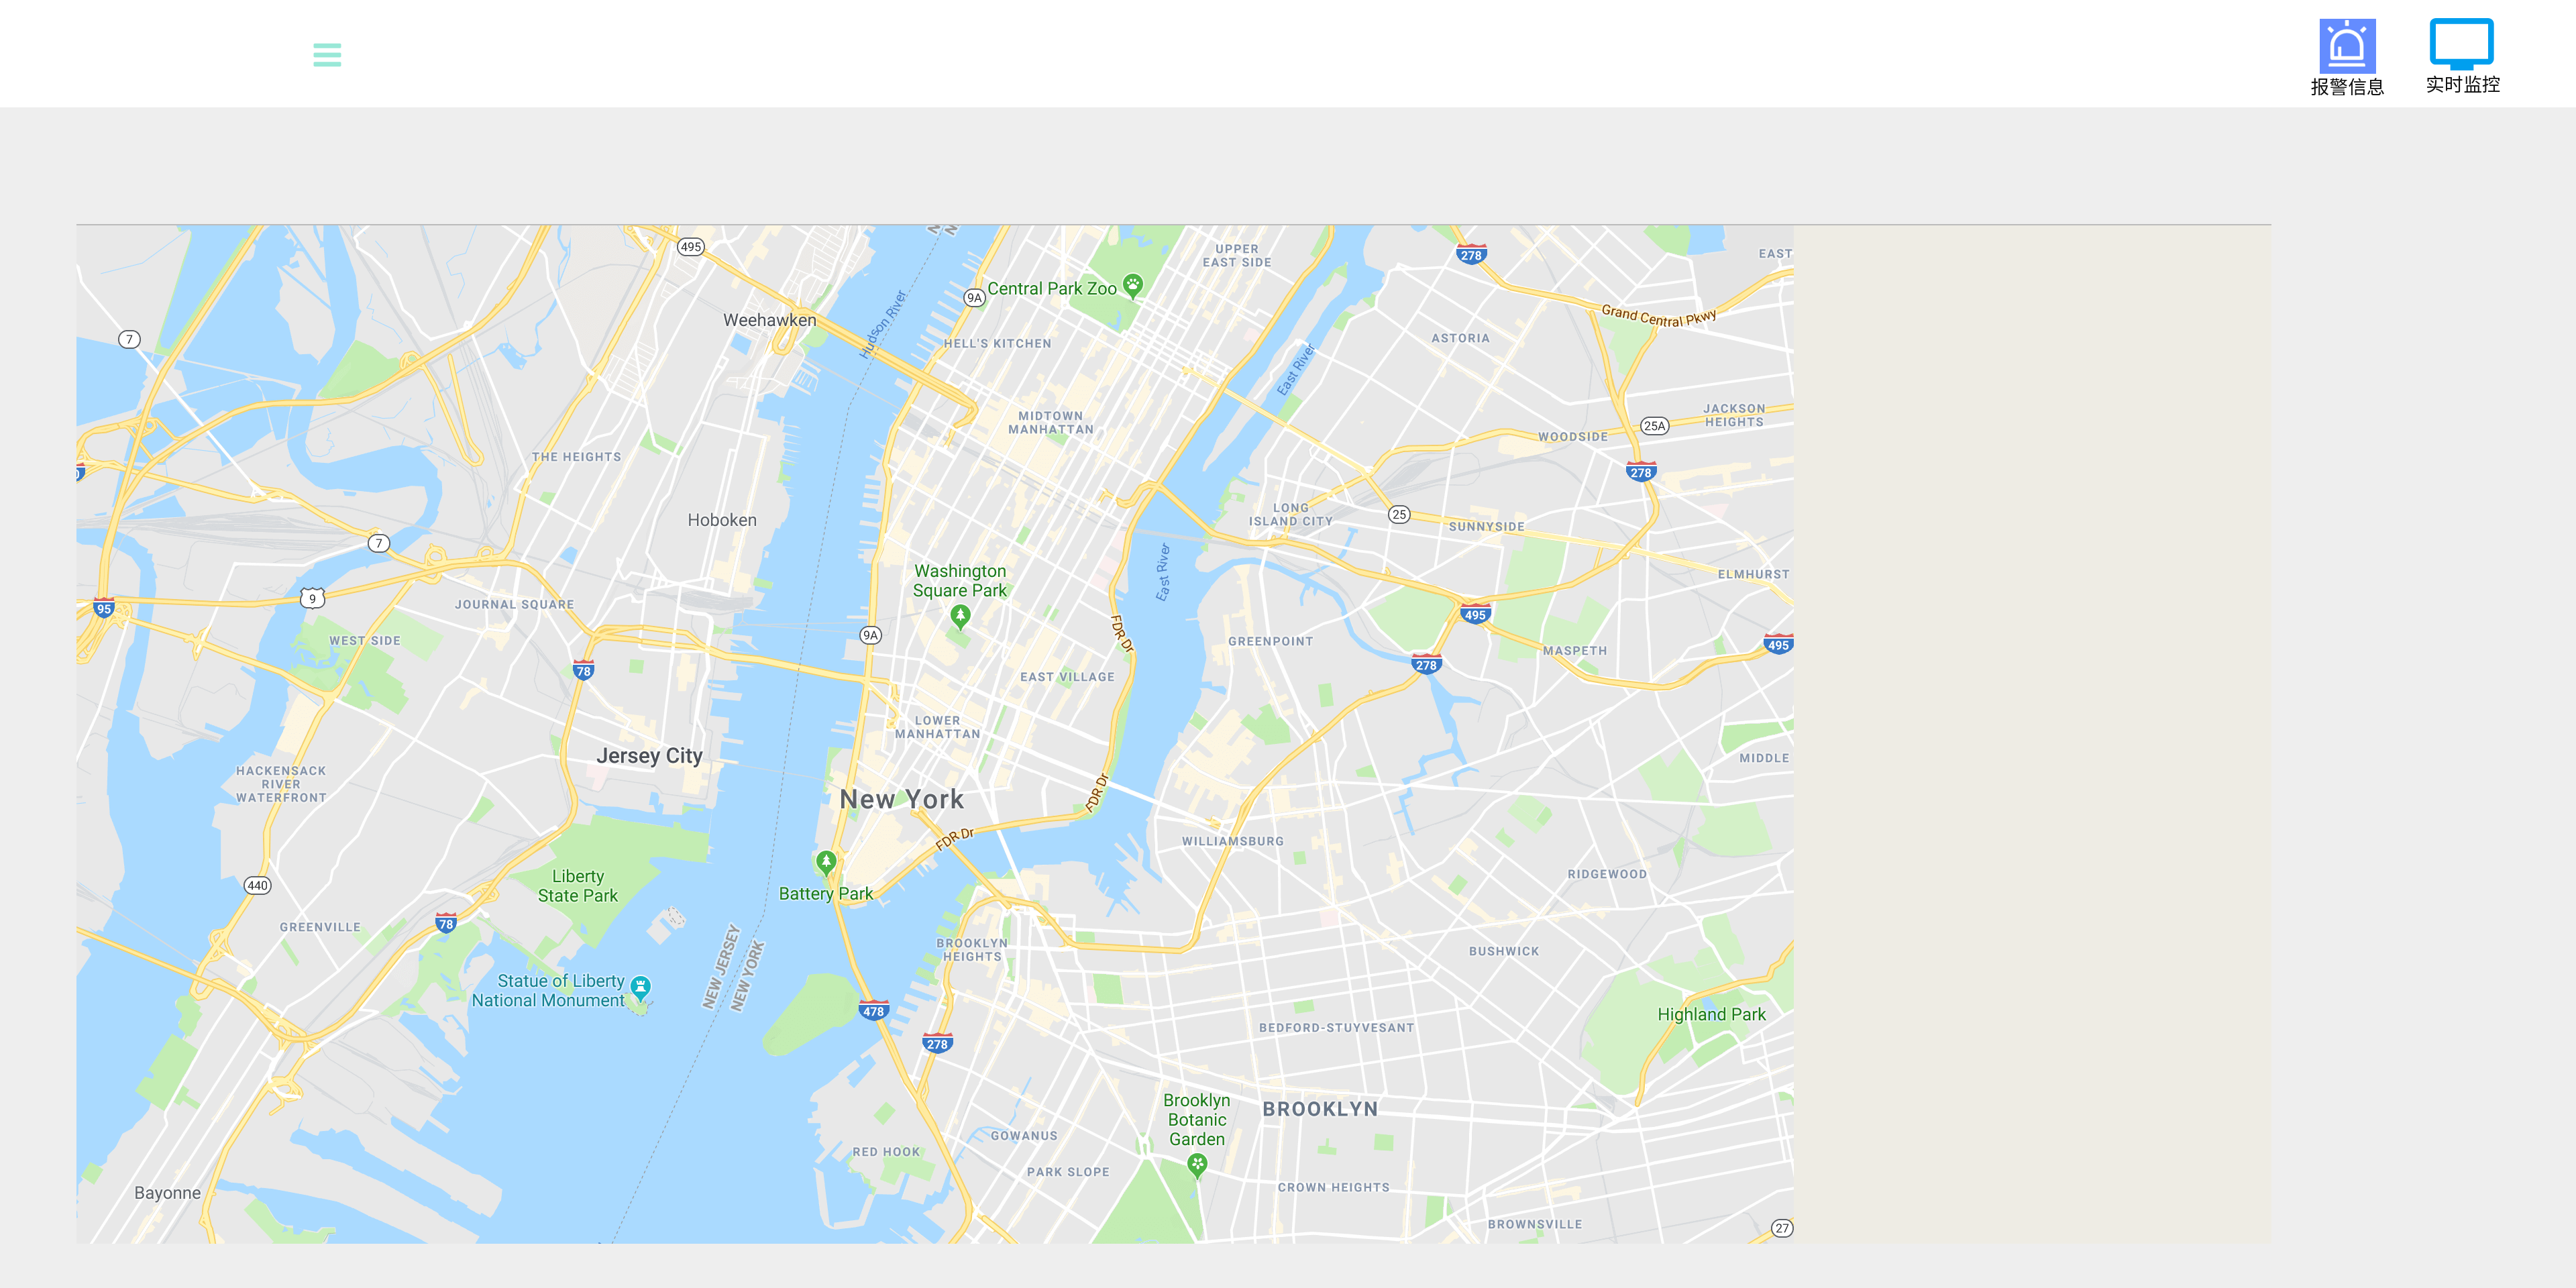 报警信息
实时监控
495
UPPER
EAST SIDE
278
EAST
Central Park Zoo
9A
Grand Central Pkwy
Weehawken
Hudson River
7
HELL'S KITCHEN
ASTORIA
East River
MIDTOWN
MANHATTAN
JACKSON
HEIGHTS
25A
WOODSIDE
THE HEIGHTS
278
LONG
ISLAND CITY
25
SUNNYSIDE
Hoboken
7
East River
Washington
Square Park
ELMHURST
9
95
JOURNAL SQUARE
495
WEST SIDE
9A
FDR Dr
GREENPOINT
495
MASPETH
278
78
EAST VILLAGE
LOWER
MANHATTAN
Jersey City
MIDDLE
HACKENSACK
RIVER
WATERFRONT
New York
FDR Dr
FDR Dr
WILLIAMSBURG
Liberty
State Park
Battery Park
RIDGEWOOD
440
GREENVILLE
78
BROOKLYN
HEIGHTS
BUSHWICK
NEW JERSEY
NEW YORK
Statue of Liberty
National Monument
478
Highland Park
BEDFORD-STUYVESANT
278
Brooklyn
Botanic
Garden
BROOKLYN
GOWANUS
RED HOOK
PARK SLOPE
CROWN HEIGHTS
Bayonne
BROWNSVILLE
27